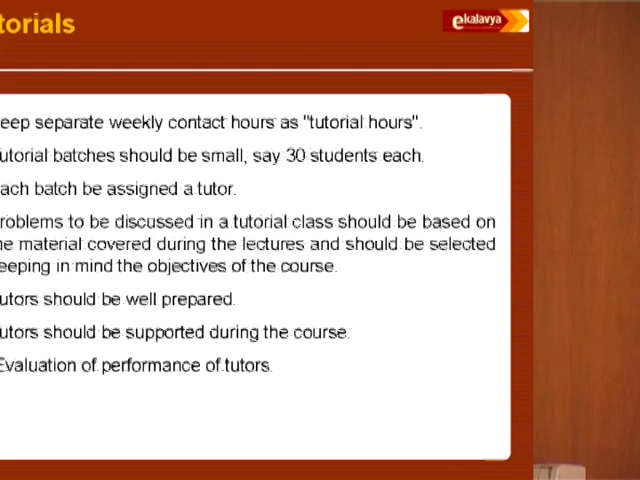 torials
ekalavya
eep separate weekly contact hours as "tutorial hours".
utorial batches should be small, say 30 students each.
ach batch be assigned a tutor.
roblems to be discussed in a tutorial class should be based on
he material covered during the lectures and should be selected
eeping in mind the objectives of the course.
utors should be well prepared.
utors should be supported during the course.
Evaluation of performance of tutors.